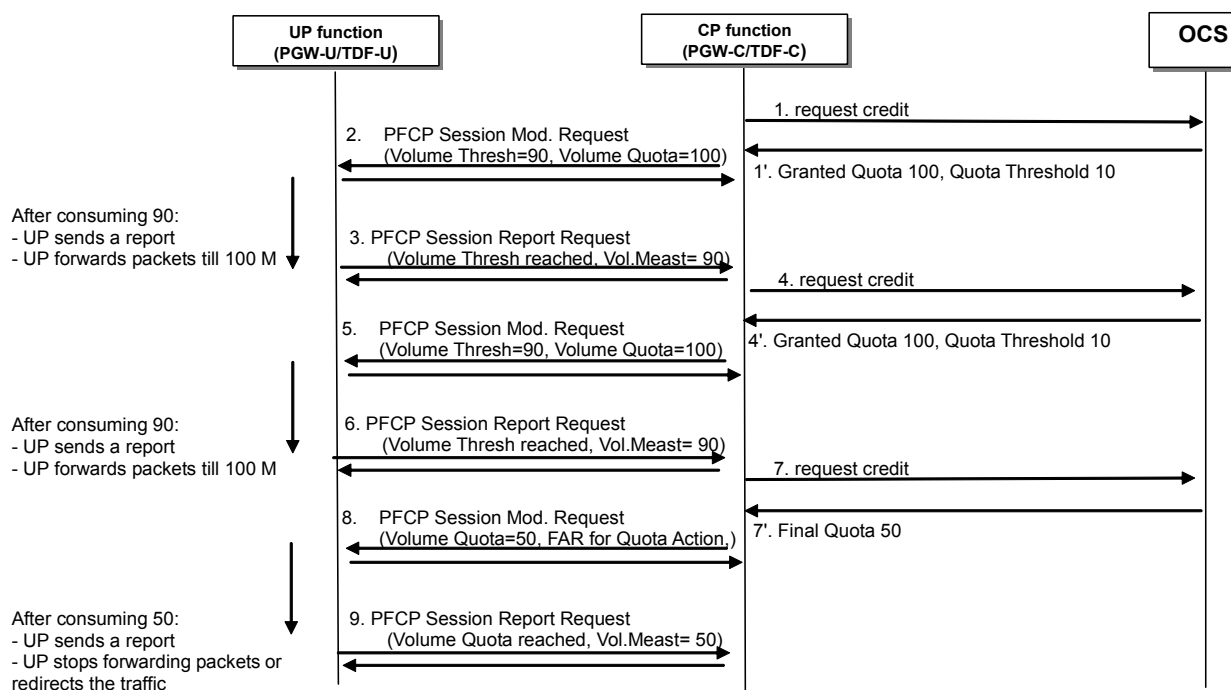 UP function
(PGW-U/TDF-U)
CP function
(PGW-C/TDF-C)
OCS
1. request credit
2. PFCP Session Mod. Request
(Volume Thresh=90, Volume Quota=100)
1'. Granted Quota 100, Quota Threshold 10
After consuming 90:
- UP sends a report
- UP forwards packets till 100 M
3. PFCP Session Report Request
(Volume Thresh reached, Vol.Meast= 90)
4. request credit
5. PFCP Session Mod. Request
(Volume Thresh=90, Volume Quota=100)
4'. Granted Quota 100, Quota Threshold 10
After consuming 90:
- UP sends a report
- UP forwards packets till 100 M
6. PFCP Session Report Request
(Volume Thresh reached, Vol.Meast= 90)
7. request credit
8. PFCP Session Mod. Request
(Volume Quota=50, FAR for Quota Action,)
7'. Final Quota 50
After consuming 50:
- UP sends a report
- UP stops forwarding packets or
redirects the traffic
9. PFCP Session Report Request
(Volume Quota reached, Vol.Meast= 50)